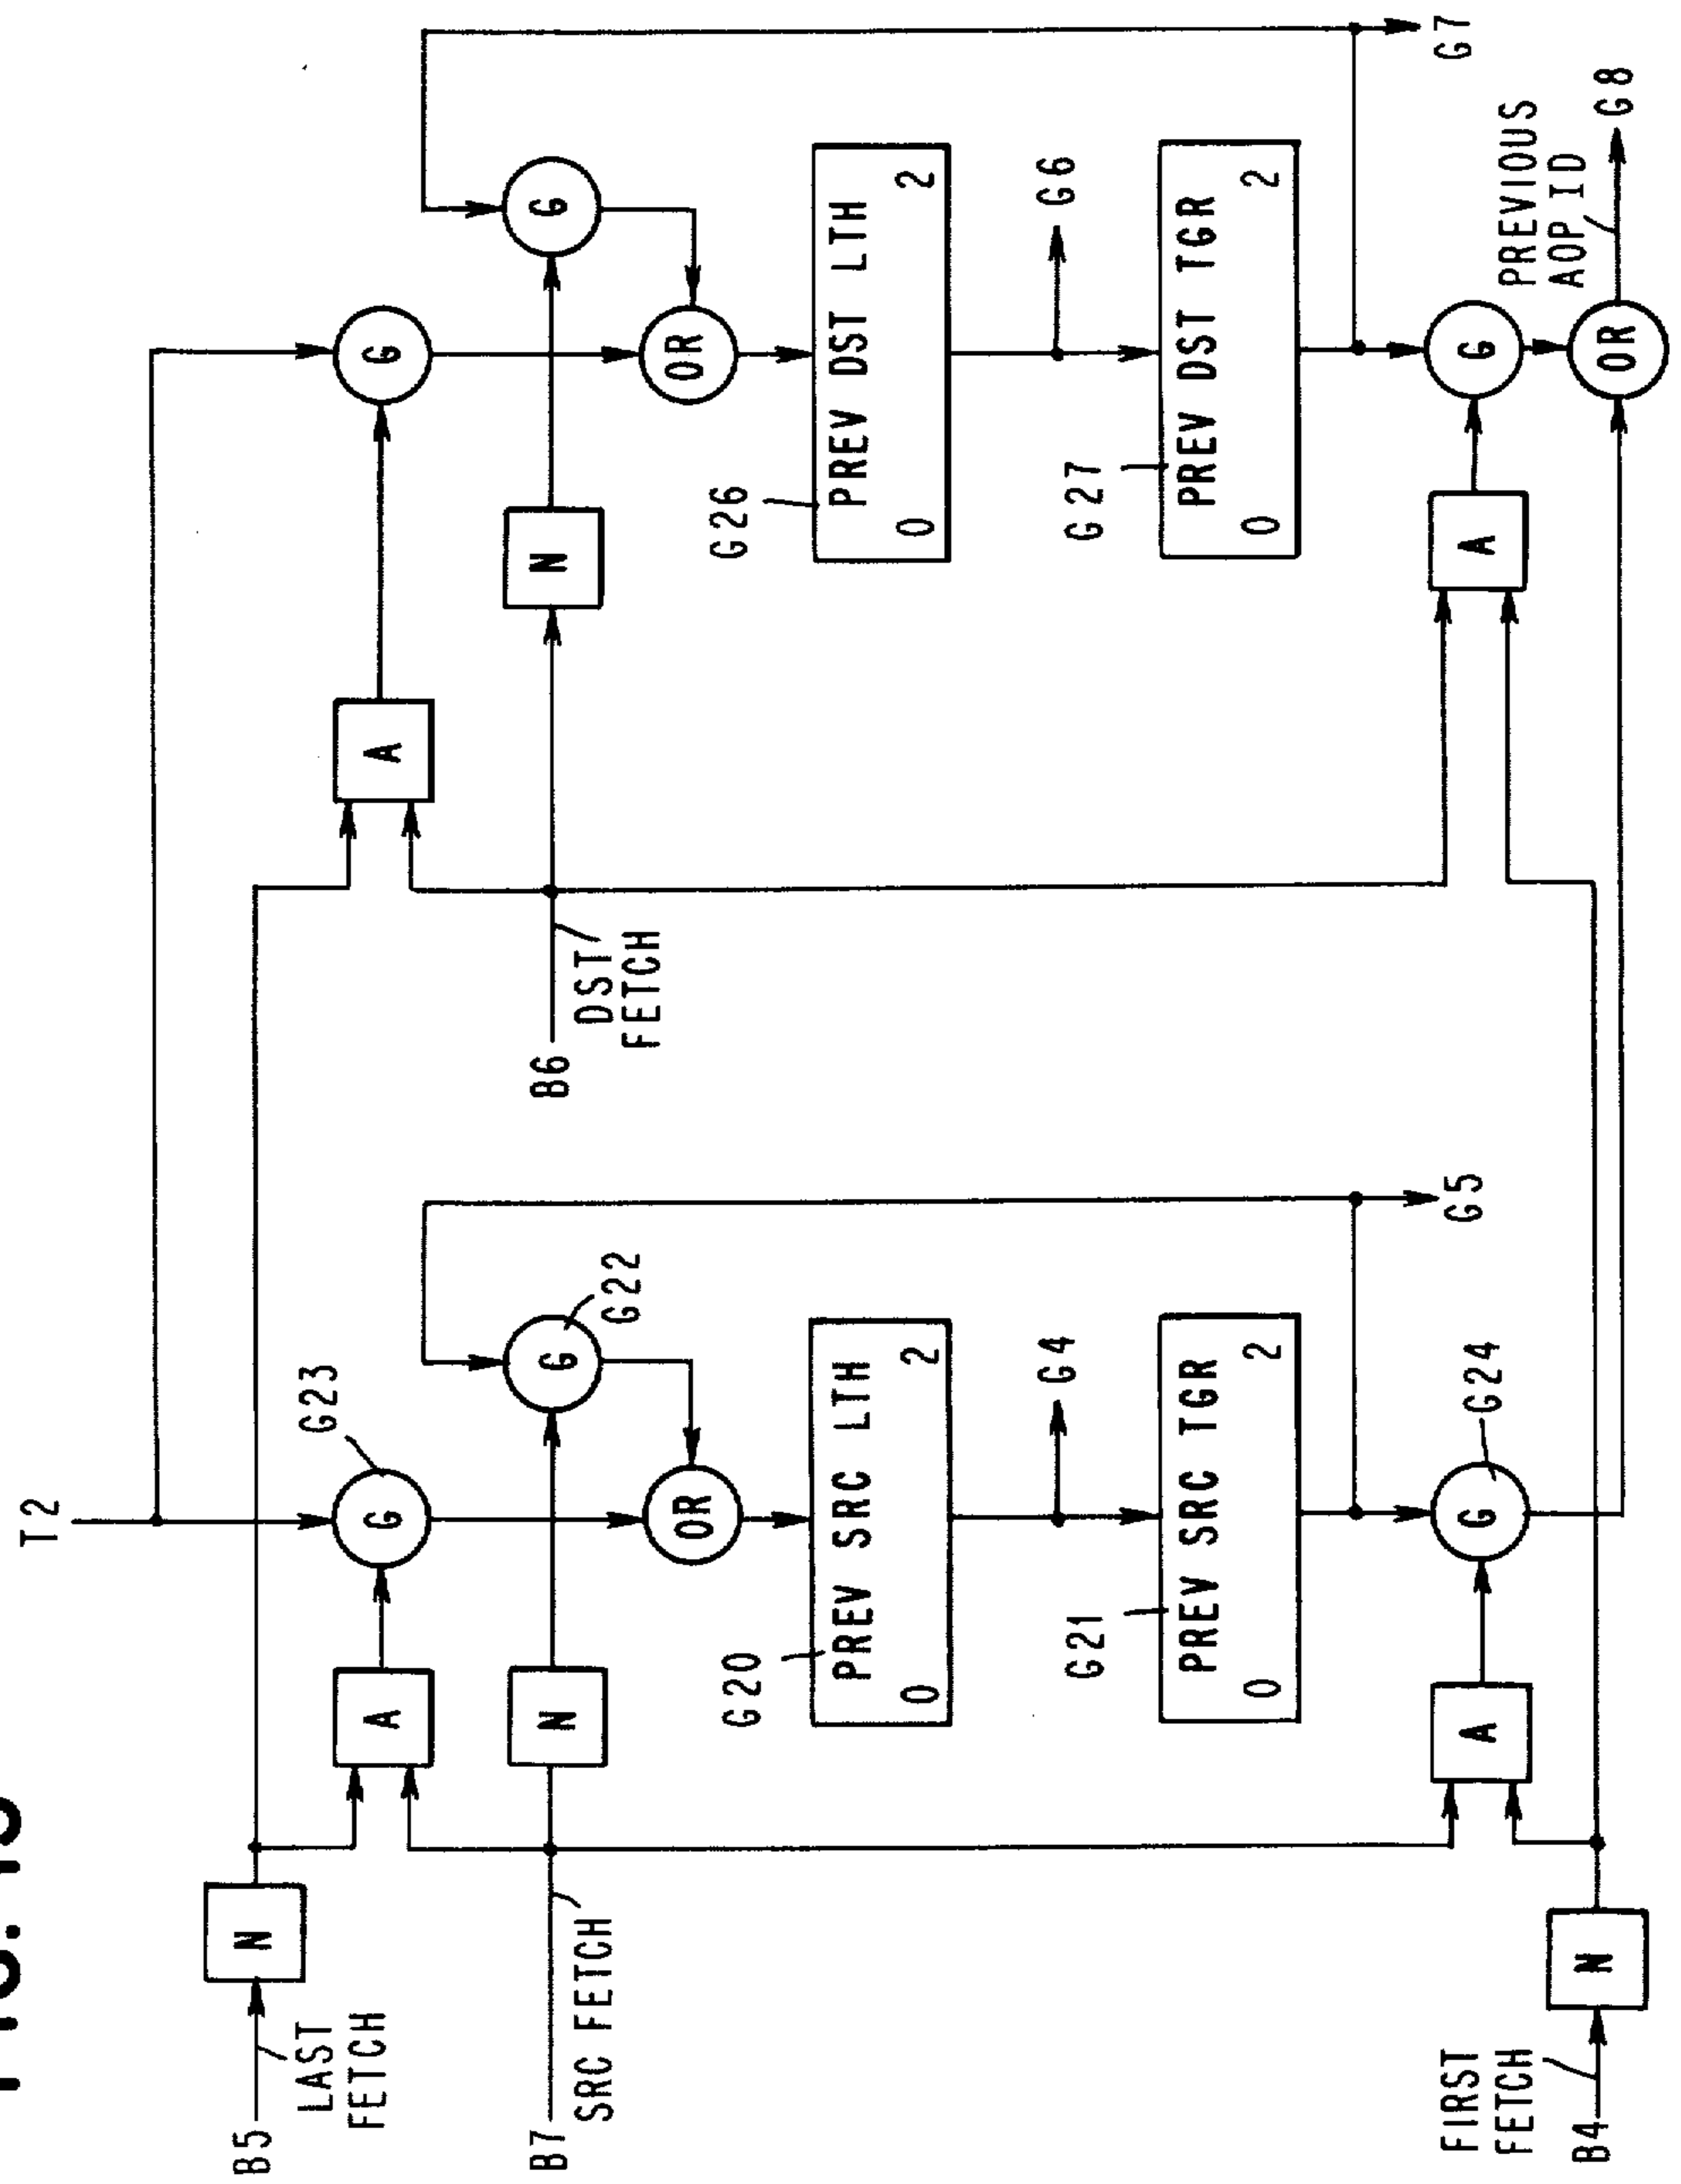 T2
B5
LAST
FETCH
N
A
G
G23
A
G
B7
SRC FETCH
N
G
G22
B6
DST
FETCH
N
G
OR
OR
G20
PREV SRC LTH
0 2
G26
PREV DST LTH
0 2
G4
G6
G21
PREV SRC TGR
0 2
G27
PREV DST TGR
0 2
G5
G7
A
G
G24
A
G
FIRST
FETCH
B4
N
OR
PREVIOUS
AOP ID
G8